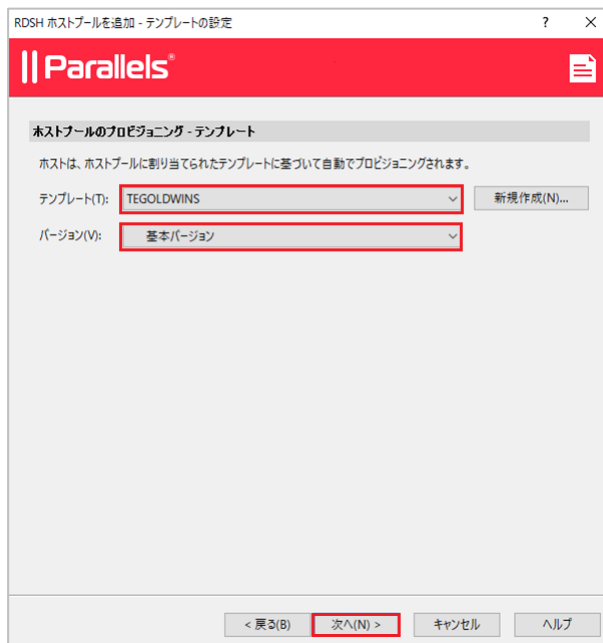 RDSH ホストプールを追加 - テンプレートの設定 ? ×
Parallels®
ホストプールのプロビジョニング - テンプレート
ホストは、ホストプールに割り当てられたテンプレートに基づいて自動でプロビジョニングされます。
テンプレート(T): TEGOLDWINS 新規作成(N)...
バージョン(V): 基本バージョン
< 戻る(B) 次へ(N) > キャンセル ヘルプ